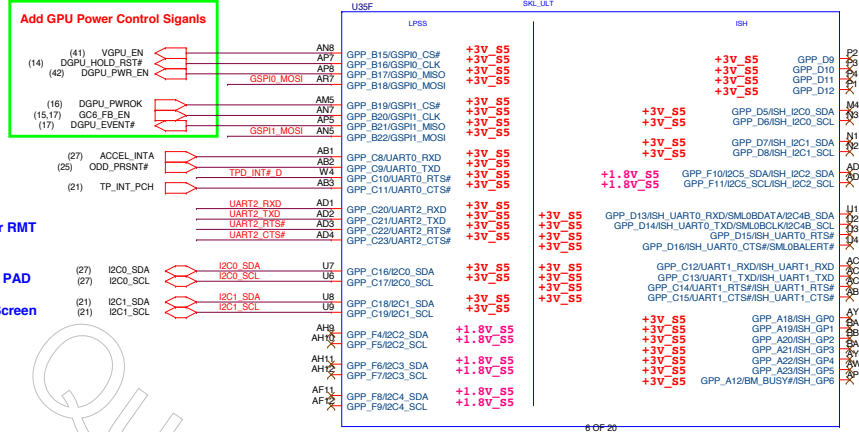 SKL_ULT
U35F
Add GPU Power Control Siganls
LPSS
ISH
(41) VGPU_EN AN8 GPP_B15/GSPI0_CS# +3V_S5
(14) DGPU_HOLD_RST# AP7 GPP_B16/GSPI0_CLK +3V_S5
(42) DGPU_PWR_EN AP8 GPP_B17/GSPI0_MISO +3V_S5
GSPI0_MOSI AR7 GPP_B18/GSPI0_MOSI +3V_S5
(16) DGPU_PWROK AM5 GPP_B19/GSPI1_CS# +3V_S5
(15,17) GC6_FB_EN AN7 GPP_B20/GSPI1_CLK +3V_S5
(17) DGPU_EVENT# AP5 GPP_B21/GSPI1_MISO +3V_S5
GSPI1_MOSI AN5 GPP_B22/GSPI1_MOSI +3V_S5
(27) ACCEL_INTA AB1 GPP_C8/UART0_RXD +3V_S5
(25) ODD_PRSNT# AB2 GPP_C9/UART0_TXD +3V_S5
TPD_INT#_D W4 GPP_C10/UART0_RTS# +3V_S5
(21) TP_INT_PCH AB3 GPP_C11/UART0_CTS# +3V_S5
UART2_RXD AD1 GPP_C20/UART2_RXD +3V_S5
UART2_TXD AD2 GPP_C21/UART2_TXD +3V_S5
UART2_RTS# AD3 GPP_C22/UART2_RTS# +3V_S5
UART2_CTS# AD4 GPP_C23/UART2_CTS# +3V_S5
RMT
PAD
(27) I2C0_SDA I2C0_SDA U7 GPP_C16/I2C0_SDA +3V_S5
(27) I2C0_SCL I2C0_SCL U6 GPP_C17/I2C0_SCL +3V_S5
(21) I2C1_SDA I2C1_SDA U8 GPP_C18/I2C1_SDA +3V_S5
(21) I2C1_SCL I2C1_SCL U9 GPP_C19/I2C1_SCL +3V_S5
AH9 GPP_F4/I2C2_SDA +1.8V_S5
AH10 GPP_F5/I2C2_SCL +1.8V_S5
AH11 GPP_F6/I2C3_SDA +1.8V_S5
AH12 GPP_F7/I2C3_SCL +1.8V_S5
AF11 GPP_F8/I2C4_SDA +1.8V_S5
AF12 GPP_F9/I2C4_SCL +1.8V_S5
+3V_S5 GPP_D9 P2
+3V_S5 GPP_D10 P3
+3V_S5 GPP_D11 P4
+3V_S5 GPP_D12 P1
+3V_S5 GPP_D5/ISH_I2C0_SDA M4
+3V_S5 GPP_D6/ISH_I2C0_SCL N3
+3V_S5 GPP_D7/ISH_I2C1_SDA N1
+3V_S5 GPP_D8/ISH_I2C1_SCL N2
+1.8V_S5 GPP_F10/I2C5_SDA/ISH_I2C2_SDA
+1.8V_S5 GPP_F11/I2C5_SCL/ISH_I2C2_SCL
+3V_S5 GPP_D13/ISH_UART0_RXD/SML0BDATA/I2C4B_SDA U1
+3V_S5 GPP_D14/ISH_UART0_TXD/SML0BCLK/I2C4B_SCL U2
+3V_S5 GPP_D15/ISH_UART0_RTS# U3
+3V_S5 GPP_D16/ISH_UART0_CTS#/SML0BALERT# U4
+3V_S5 GPP_C12/UART1_RXD/ISH_UART1_RXD
+3V_S5 GPP_C13/UART1_TXD/ISH_UART1_TXD
+3V_S5 GPP_C14/UART1_RTS#/ISH_UART1_RTS#
+3V_S5 GPP_C15/UART1_CTS#/ISH_UART1_CTS#
+3V_S5 GPP_A18/ISH_GP0
+3V_S5 GPP_A19/ISH_GP1
+3V_S5 GPP_A20/ISH_GP2
+3V_S5 GPP_A21/ISH_GP3
+3V_S5 GPP_A22/ISH_GP4
+3V_S5 GPP_A23/ISH_GP5
+3V_S5 GPP_A12/BM_BUSY#/ISH_GP6
6 OF 20